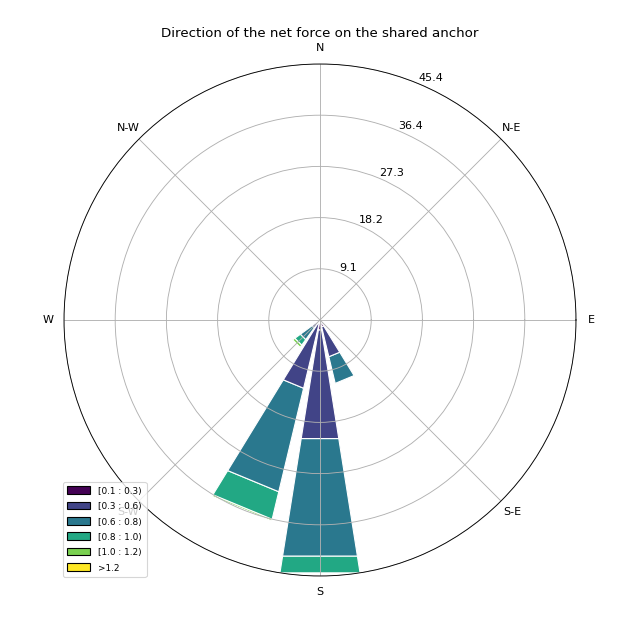 Direction of the net force on the shared anchor
N
N-W
N-E
W
E
S-W
S-E
S
45.4
36.4
27.3
18.2
9.1
[0.1 : 0.3)
[0.3 : 0.6)
[0.6 : 0.8)
[0.8 : 1.0)
[1.0 : 1.2)
>1.2